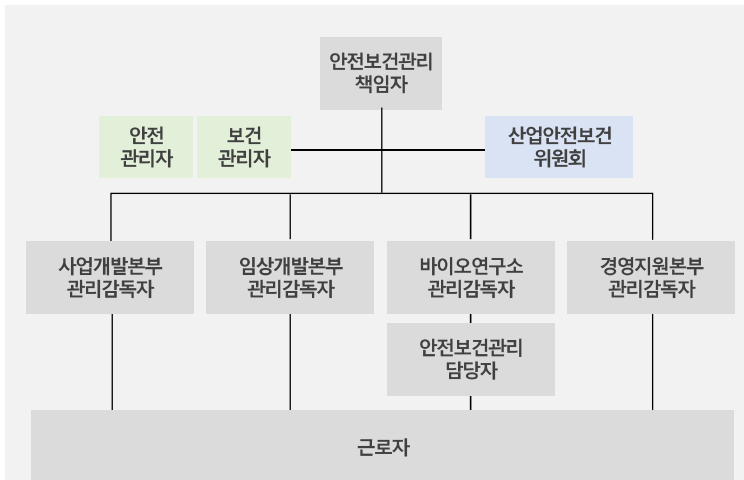 안전보건관리
책임자
안전
관리자
보건
관리자
산업안전보건
위원회
사업개발본부
관리감독자
임상개발본부
관리감독자
바이오연구소
관리감독자
경영지원본부
관리감독자
안전보건관리
담당자
근로자